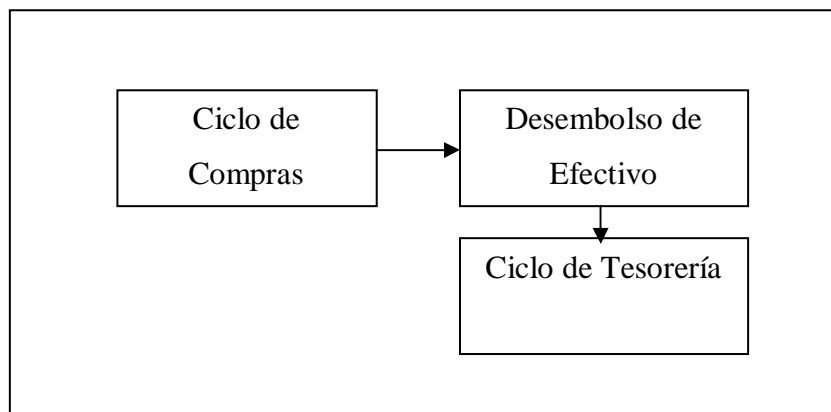 Ciclo de
Compras
Desembolso de
Efectivo
Ciclo de Tesorería